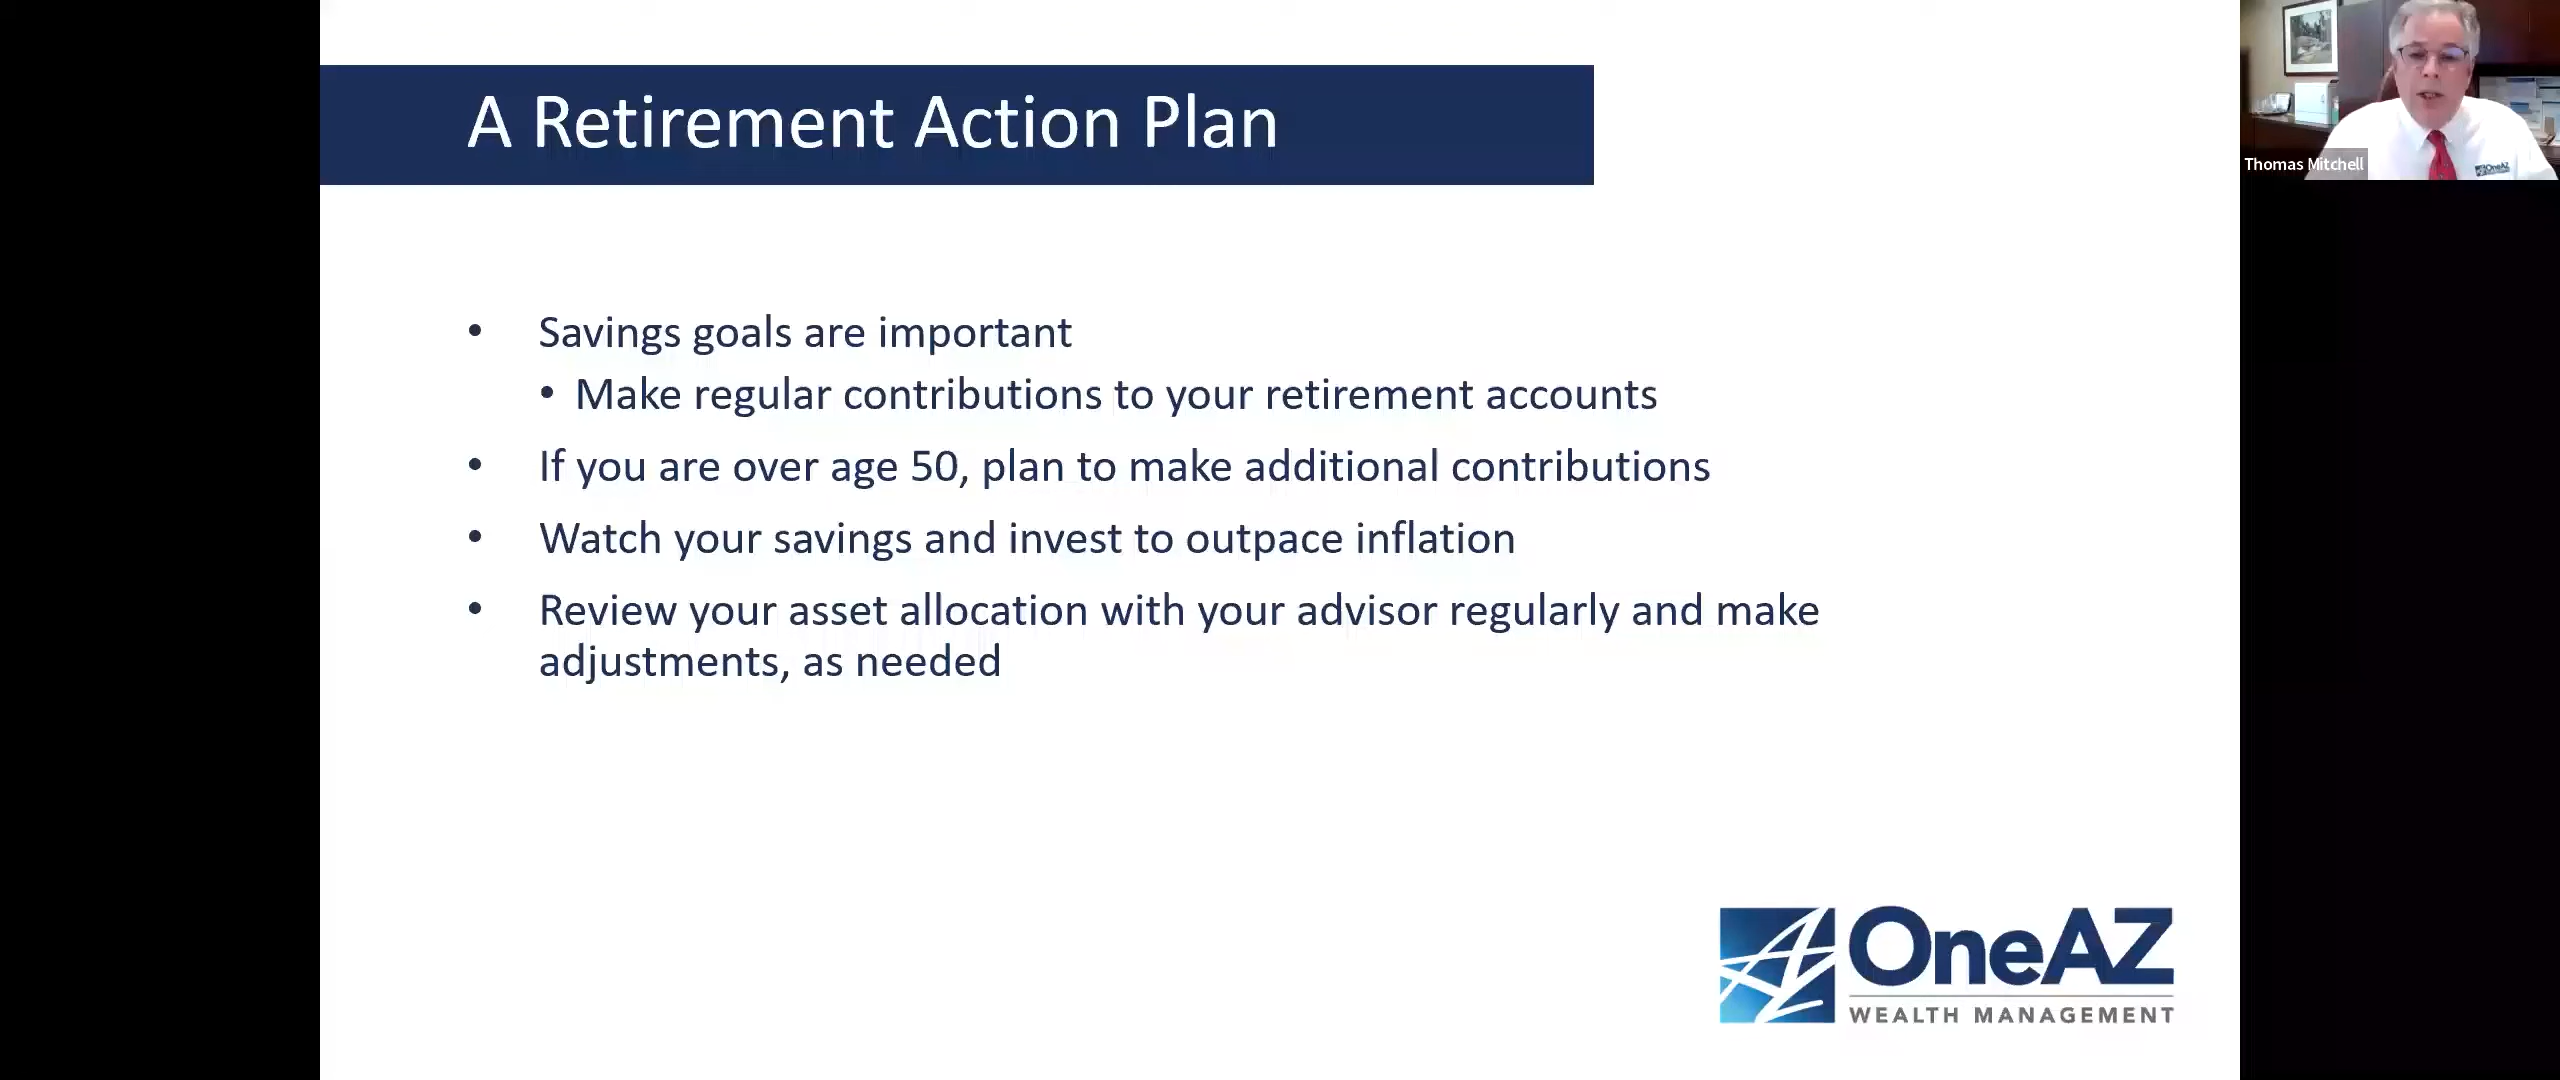 A Retirement Action Plan
Thomas Mitchell
OneAZ
• Savings goals are important
• Make regular contributions to your retirement accounts
• If you are over age 50, plan to make additional contributions
• Watch your savings and invest to outpace inflation
• Review your asset allocation with your advisor regularly and make
adjustments, as needed
OneAZ
WEALTH MANAGEMENT